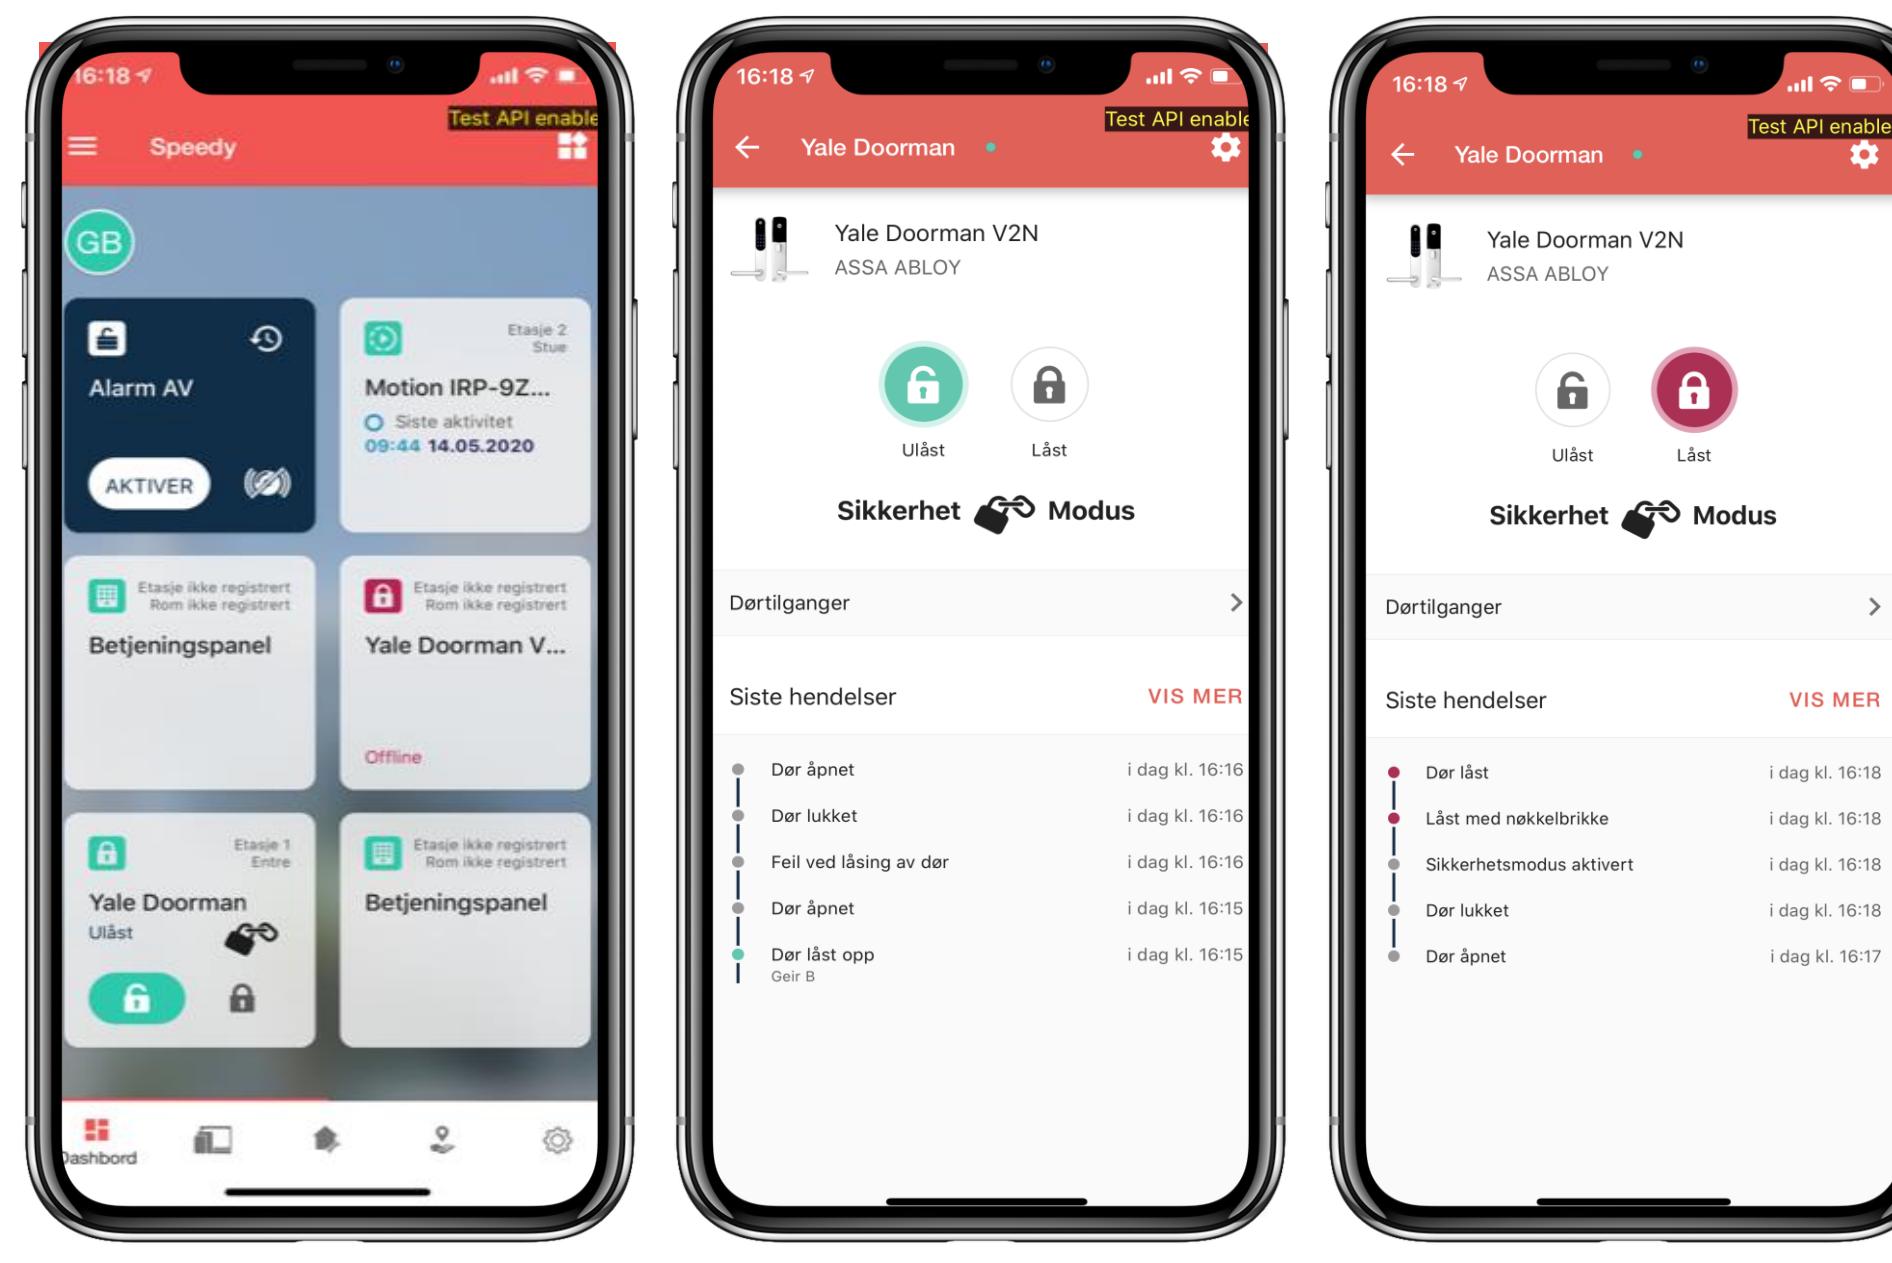 16:18
Test API enable
Speedy
GB
Alarm AV
AKTIVER
Etasje 2
Stue
Motion IRP-9Z...
Siste aktivitet
09:44 14.05.2020
Etasje ikke registrert
Rom ikke registrert
Betjeningspanel
Etasje ikke registrert
Rom ikke registrert
Yale Doorman V...
Offline
Etasje 1
Entre
Yale Doorman
Ulåst
Etasje ikke registrert
Rom ikke registrert
Betjeningspanel
Dashbord
16:18
Test API enable
Yale Doorman
Yale Doorman V2N
ASSA ABLOY
Ulåst
Låst
Sikkerhet Modus
Dørtilganger
Siste hendelser VIS MER
Dør åpnet i dag kl. 16:16
Dør lukket i dag kl. 16:16
Feil ved låsing av dør i dag kl. 16:16
Dør åpnet i dag kl. 16:15
Dør låst opp i dag kl. 16:15
Geir B
16:18
Test API enable
Yale Doorman
Yale Doorman V2N
ASSA ABLOY
Ulåst
Låst
Sikkerhet Modus
Dørtilganger
Siste hendelser VIS MER
Dør låst i dag kl. 16:18
Låst med nøkkelbrikke i dag kl. 16:18
Sikkerhetsmodus aktivert i dag kl. 16:18
Dør lukket i dag kl. 16:18
Dør åpnet i dag kl. 16:17